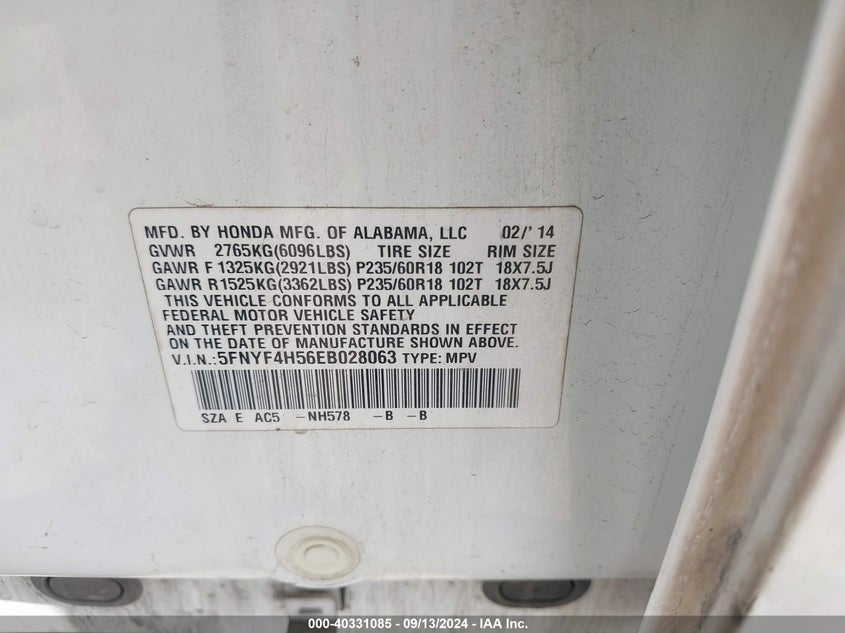 MFD. BY HONDA MFG. OF ALABAMA, LLC 02/'14
GVWR 2765KG(6096LBS) TIRE SIZE RIM SIZE
GAWR F 1325KG(2921LBS) P235/60R18 102T 18X7.5J
GAWR R 1525KG(3362LBS) P235/60R18 102T 18X7.5J
THIS VEHICLE CONFORMS TO ALL APPLICABLE
FEDERAL MOTOR VEHICLE SAFETY
AND THEFT PREVENTION STANDARDS IN EFFECT
ON THE DATE OF MANUFACTURE SHOWN ABOVE.
V.I.N.:5FNYF4H56EB028063 TYPE: MPV
SZA E AC5 -NH578 -B -B
000-40331085 - 09/13/2024 - IAA Inc.